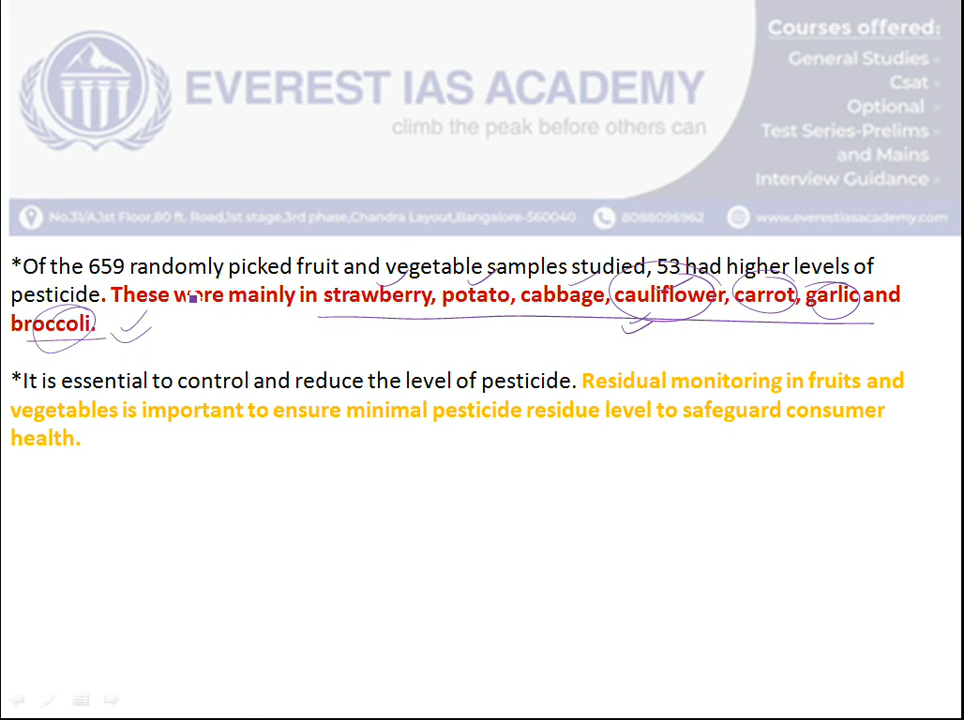 Courses offered:
General Studies
Csat
Optional
Test Series-Prelims
and Mains
Interview Guidance
EVEREST IAS ACADEMY
climb the peak before others can
No.31/A,1st Floor,80 ft. Road,1st stage,3rd phase,Chandra Layout,Bangalore-560040
8088096962
www.everestiasacademy.com
*Of the 659 randomly picked fruit and vegetable samples studied, 53 had higher levels of
pesticide. These were mainly in strawberry, potato, cabbage, cauliflower, carrot, garlic and
broccoli.
*It is essential to control and reduce the level of pesticide. Residual monitoring in fruits and
vegetables is important to ensure minimal pesticide residue level to safeguard consumer
health.